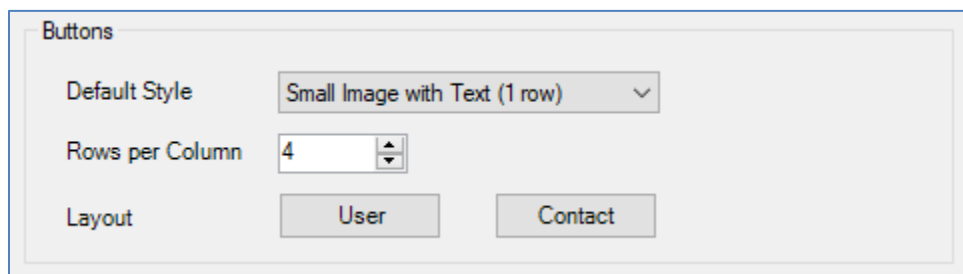 Buttons
Default Style Small Image with Text (1 row)
Rows per Column 4
Layout User Contact